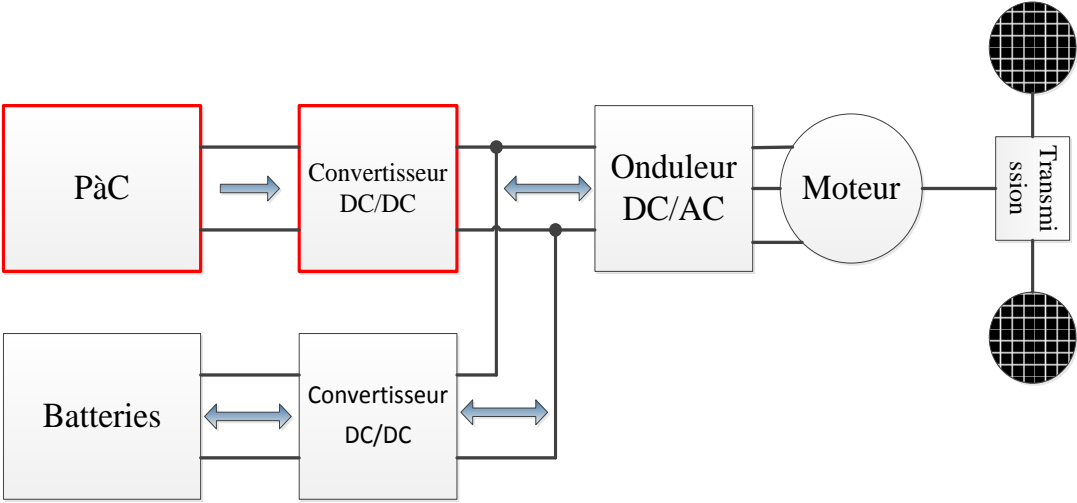 PàC
Convertisseur
DC/DC
Onduleur
DC/AC
Moteur
Transmi
ssion
Batteries
Convertisseur
DC/DC